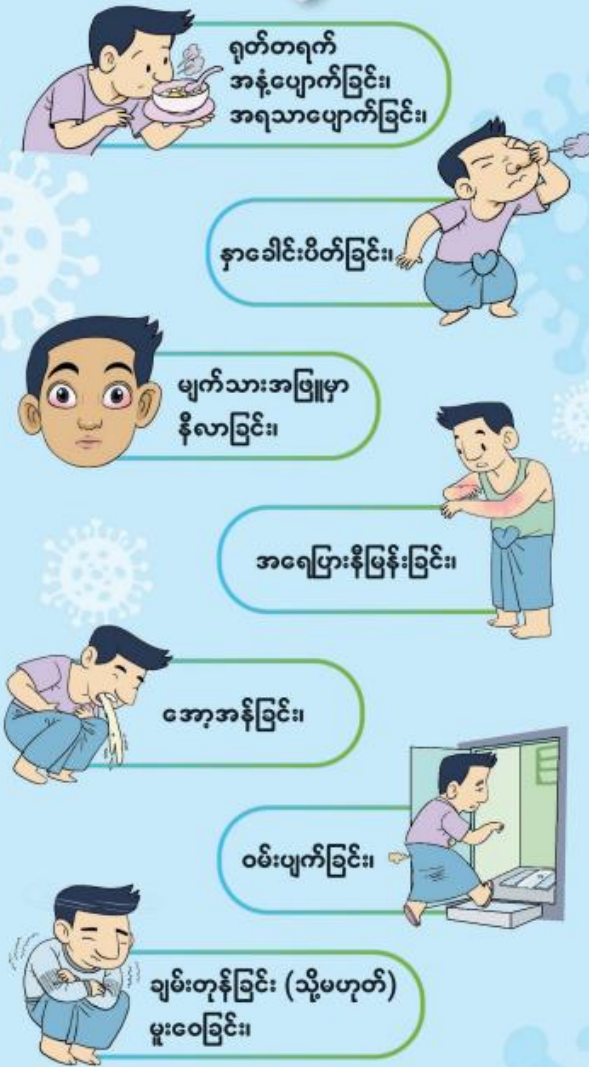 ရုတ်တရက်
အနံ့ပျောက်ခြင်း၊
အရသာပျောက်ခြင်း၊
နှာခေါင်းပိတ်ခြင်း၊
မျက်သားအဖြူမှာ
နီလာခြင်း၊
အရေပြားနီမြန်းခြင်း၊
အော့အန်ခြင်း၊
ဝမ်းပျက်ခြင်း၊
ချမ်းတုန်ခြင်း (သို့မဟုတ်)
မူးဝေခြင်း၊